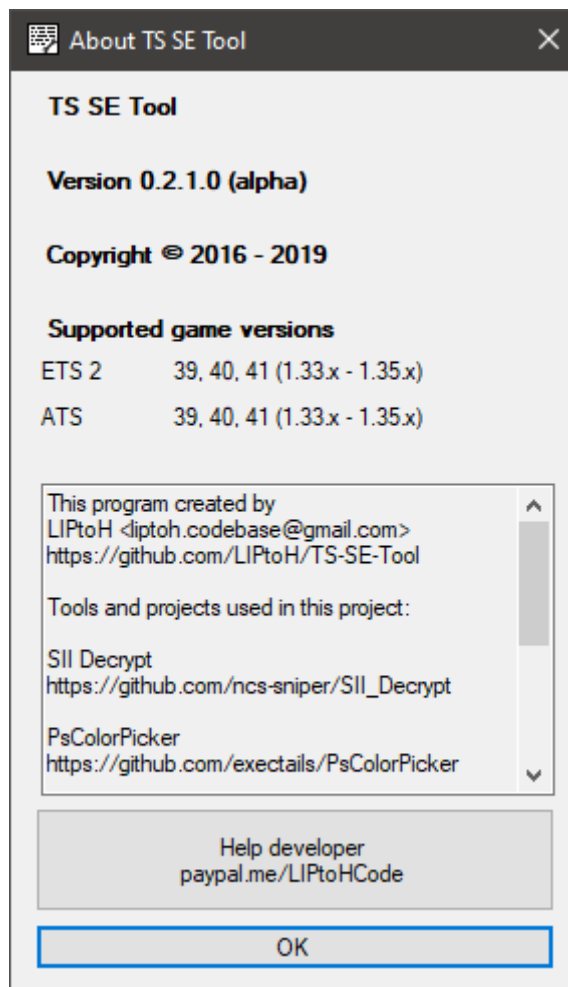 About TS SE Tool
TS SE Tool
Version 0.2.1.0 (alpha)
Copyright © 2016 - 2019
Supported game versions
ETS 2 39, 40, 41 (1.33.x - 1.35.x)
ATS 39, 40, 41 (1.33.x - 1.35.x)
This program created by
LIPtoH <liptoh.codebase@gmail.com>
https://github.com/LIPtoH/TS-SE-Tool
Tools and projects used in this project:
SII Decrypt
https://github.com/ncs-sniper/SII_Decrypt
PsColorPicker
https://github.com/exectails/PsColorPicker
Help developer
paypal.me/LIPtoHCode
OK